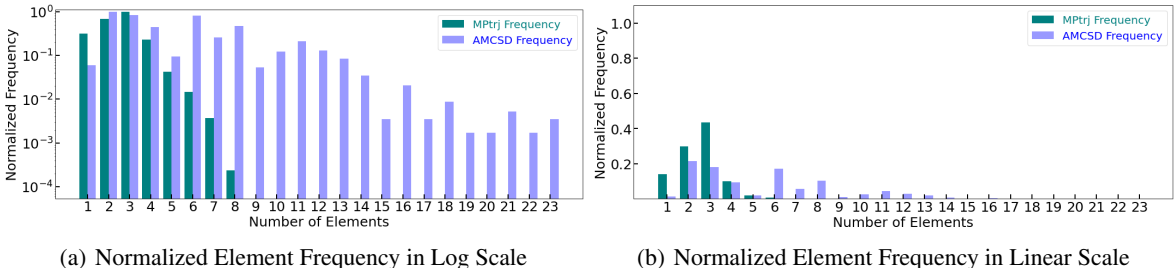 Normalized Frequency
10⁰
10⁻¹
10⁻²
10⁻³
10⁻⁴
MPtrj Frequency
AMCSD Frequency
1 2 3 4 5 6 7 8 9 10 11 12 13 14 15 16 17 18 19 20 21 22 23
Number of Elements
(a) Normalized Element Frequency in Log Scale
Normalized Frequency
1.0
0.8
0.6
0.4
0.2
MPtrj Frequency
AMCSD Frequency
1 2 3 4 5 6 7 8 9 10 11 12 13 14 15 16 17 18 19 20 21 22 23
Number of Elements
(b) Normalized Element Frequency in Linear Scale